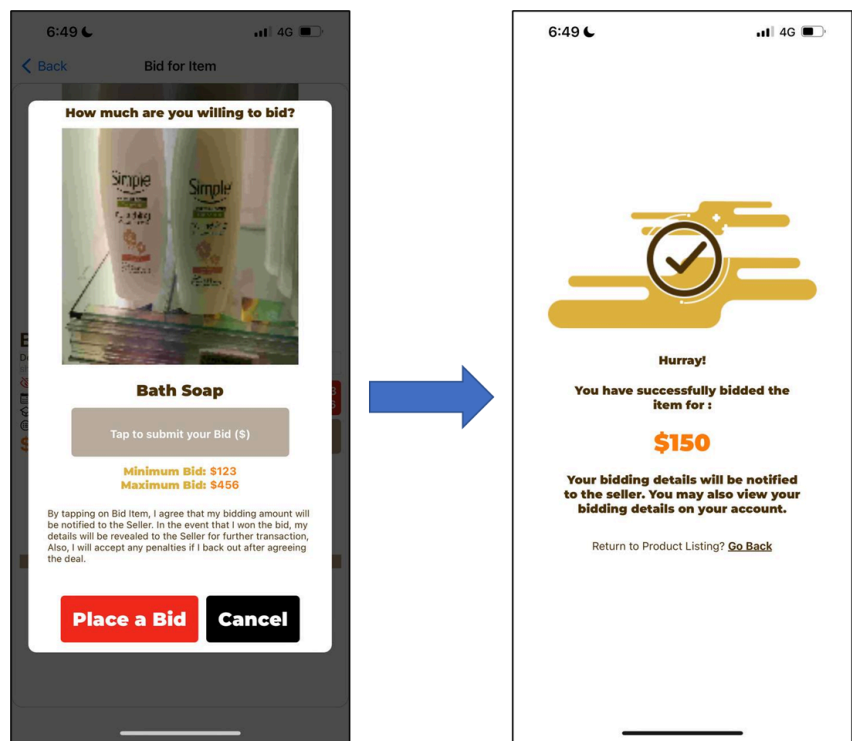 6:49
4G
Back
Bid for Item
How much are you willing to bid?
Simple
Simple
Bath Soap
Tap to submit your Bid ($)
Minimum Bid: $123
Maximum Bid: $456
By tapping on Bid Item, I agree that my bidding amount will
be notified to the Seller. In the event that I won the bid, my
details will be revealed to the Seller for further transaction,
Also, I will accept any penalties if I back out after agreeing
the deal.
Place a Bid
Cancel
6:49
4G
Hurray!
You have successfully bidded the
item for :
$150
Your bidding details will be notified
to the seller. You may also view your
bidding details on your account.
Return to Product Listing? Go Back